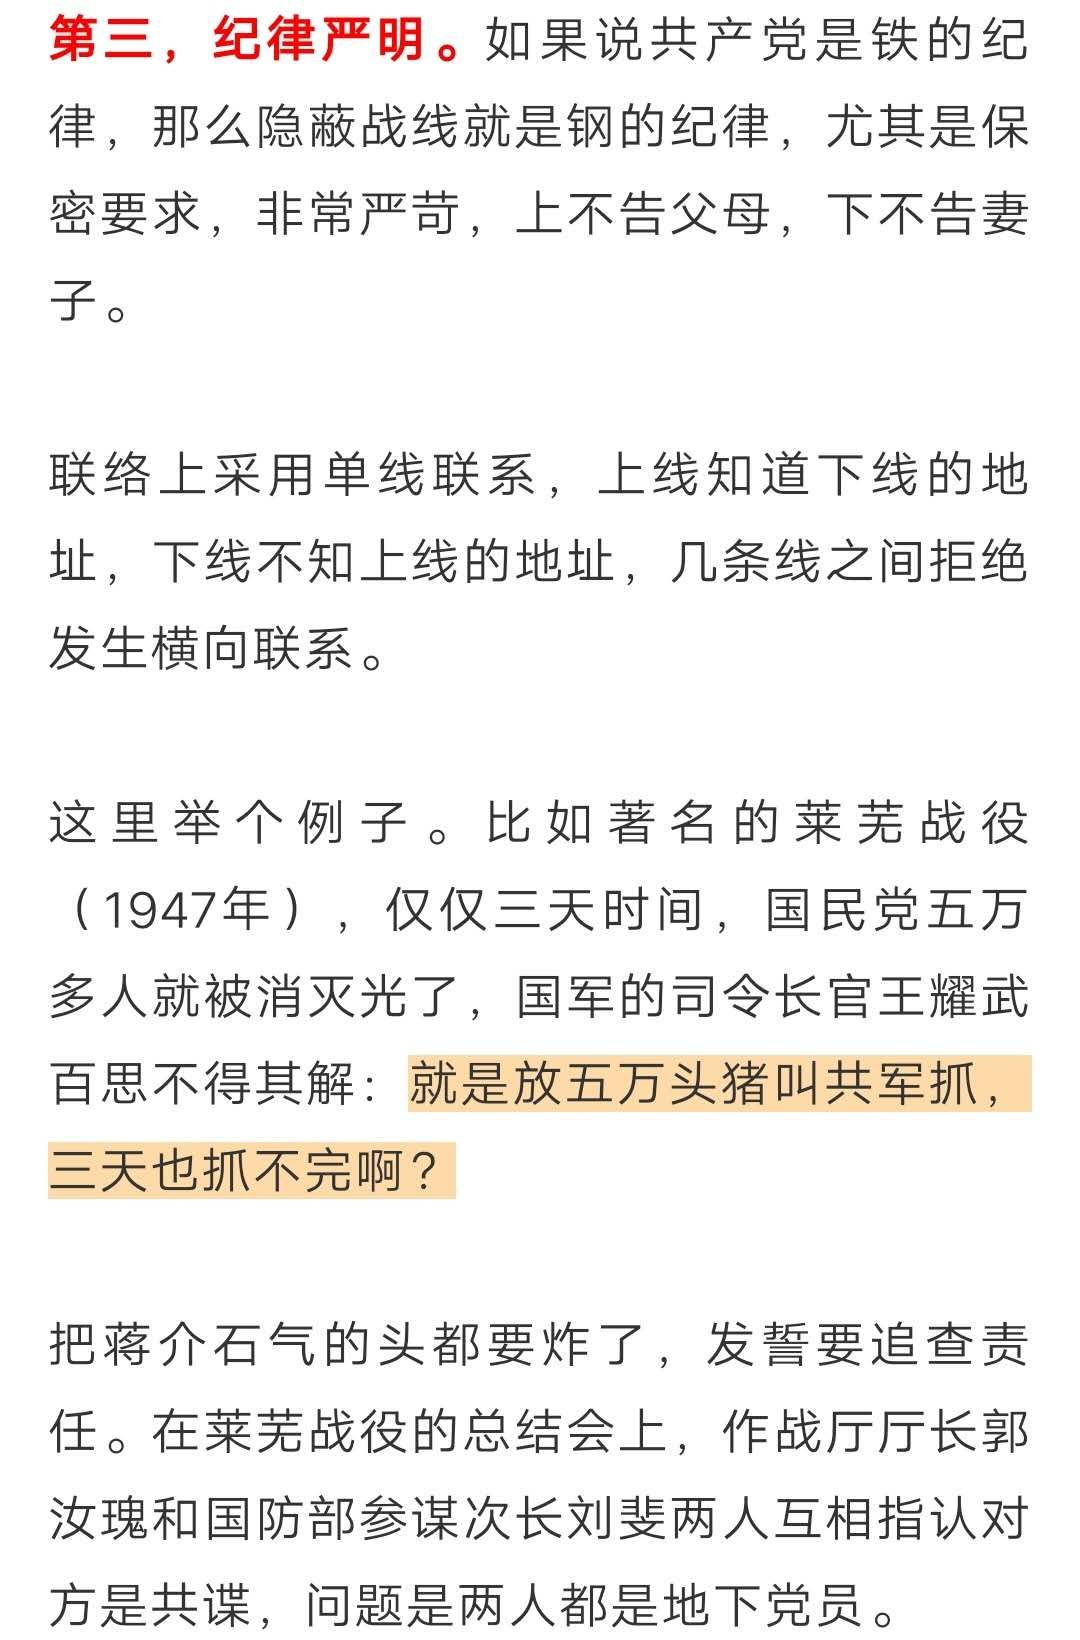 第三，纪律严明。如果说共产党是铁的纪
律，那么隐蔽战线就是钢的纪律，尤其是保
密要求，非常严苛，上不告父母，下不告妻
子。
联络上采用单线联系，上线知道下线的地
址，下线不知上线的地址，几条线之间拒绝
发生横向联系。
这里举个例子。比如著名的莱芜战役
（1947年），仅仅三天时间，国民党五万
多人就被消灭光了，国军的司令长官王耀武
百思不得其解：就是放五万头猪叫共军抓，
三天也抓不完啊？
把蒋介石气的头都要炸了，发誓要追查责
任。在莱芜战役的总结会上，作战厅厅长郭
汝瑰和国防部参谋次长刘斐两人互相指认对
方是共谍，问题是两人都是地下党员。